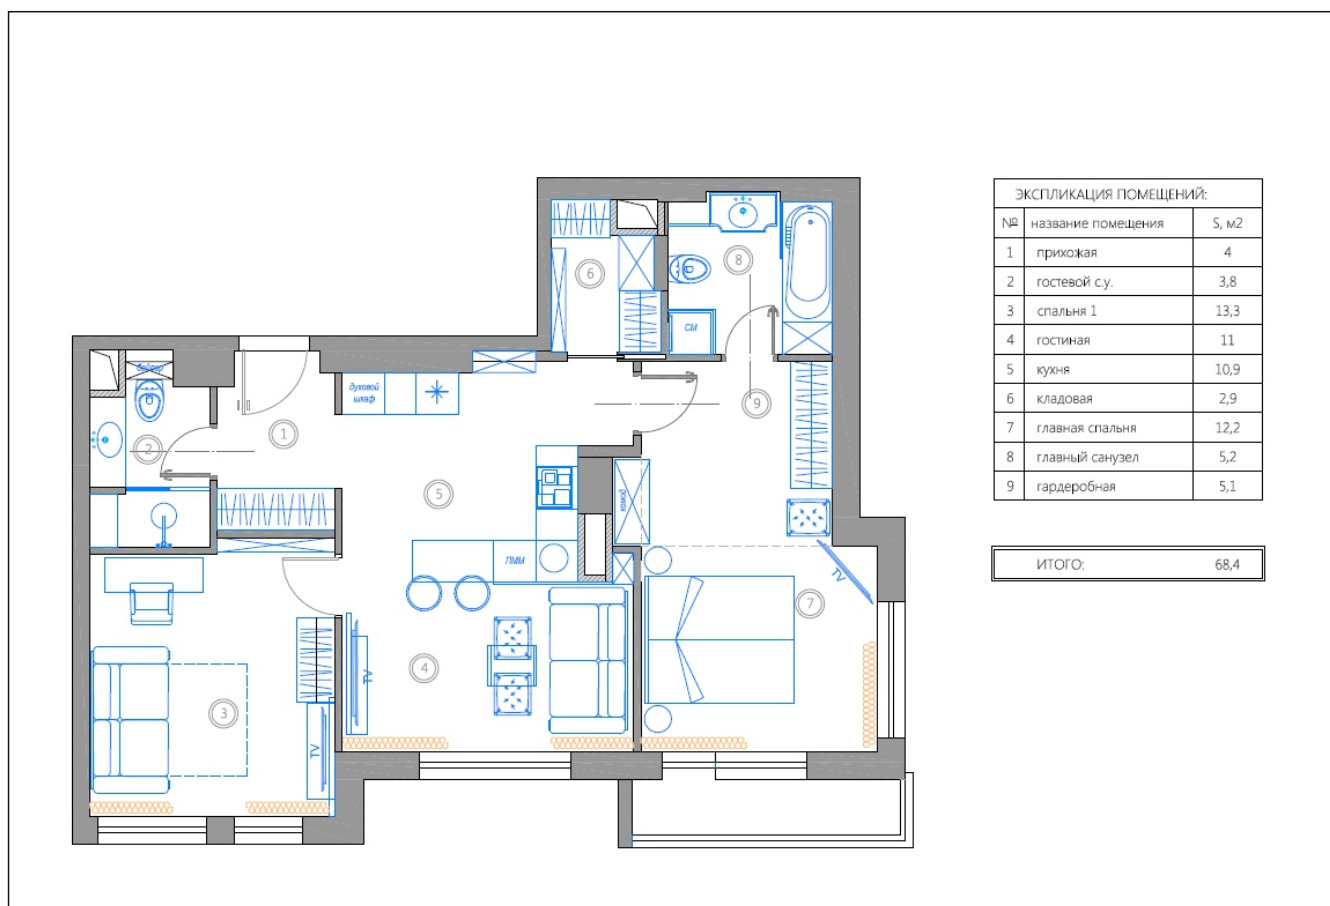 ЭКСПЛИКАЦИЯ ПОМЕЩЕНИЙ:
№ название помещения S, м2
1 прихожая 4
2 гостевой с.у. 3,8
3 спальня 1 13,3
4 гостиная 11
5 кухня 10,9
6 кладовая 2,9
7 главная спальня 12,2
8 главный санузел 5,2
9 гардеробная 5,1
ИТОГО: 68,4
6
8
СМ
бойлер
духовой
шкаф
9
1
2
5
комод
ПММ
TV
7
4
TV
3
TV